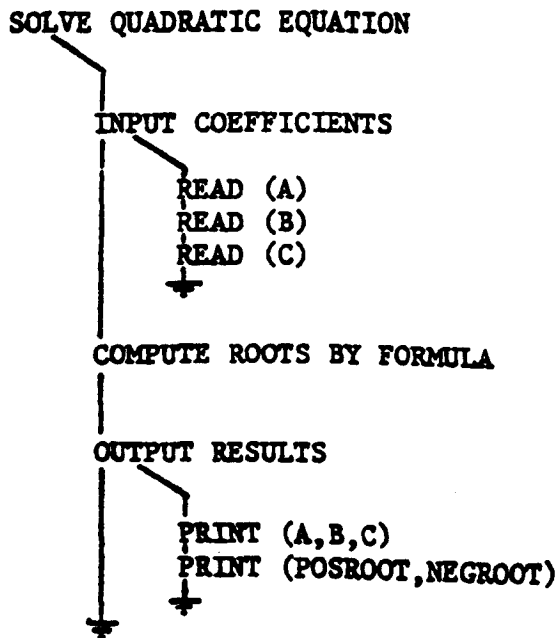 SOLVE QUADRATIC EQUATION
INPUT COEFFICIENTS
READ (A)
READ (B)
READ (C)
COMPUTE ROOTS BY FORMULA
OUTPUT RESULTS
PRINT (A,B,C)
PRINT (POSROOT,NEGROOT)